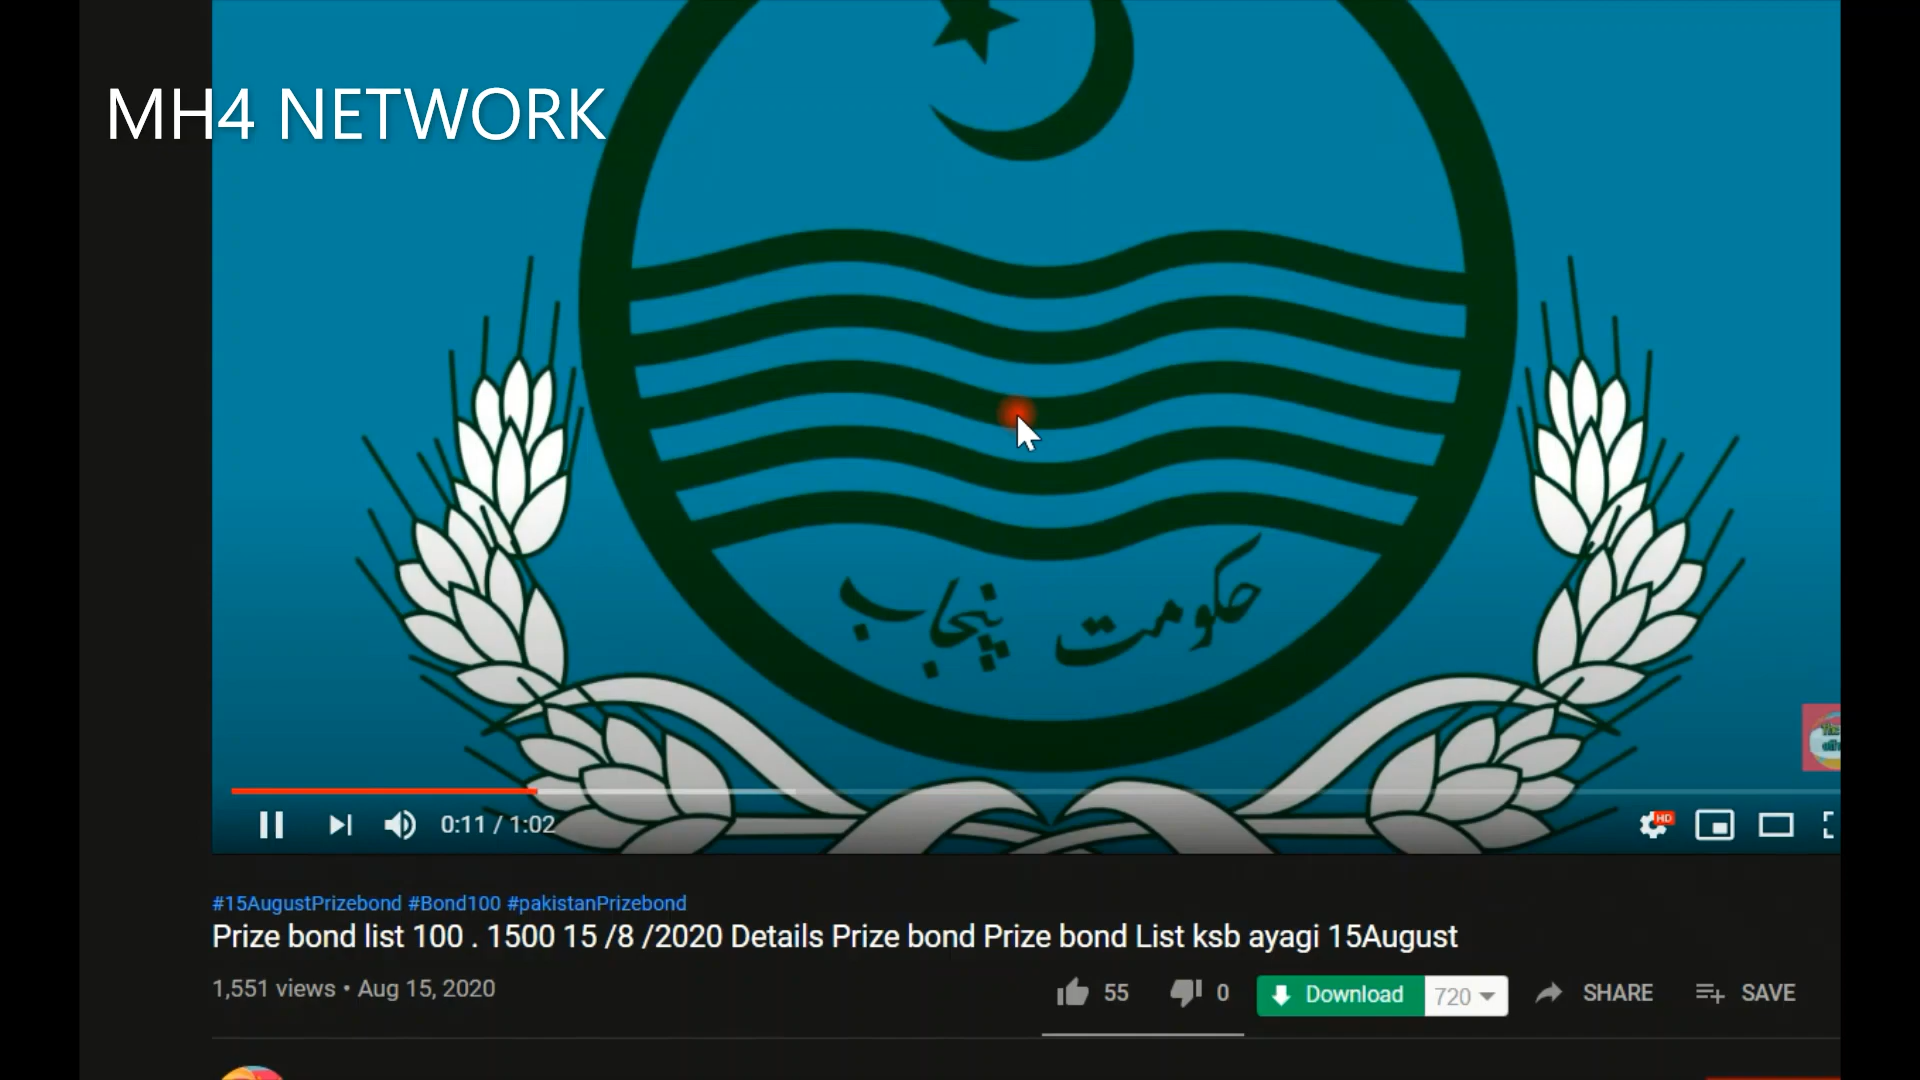 MH4 NETWORK
حکومت پنجاب
0:11 / 1:02
HD
#15AugustPrizebond #Bond100 #pakistanPrizebond
Prize bond list 100 . 1500 15 /8 /2020 Details Prize bond Prize bond List ksb ayagi 15August
1,551 views • Aug 15, 2020
55 0 Download 720 SHARE SAVE